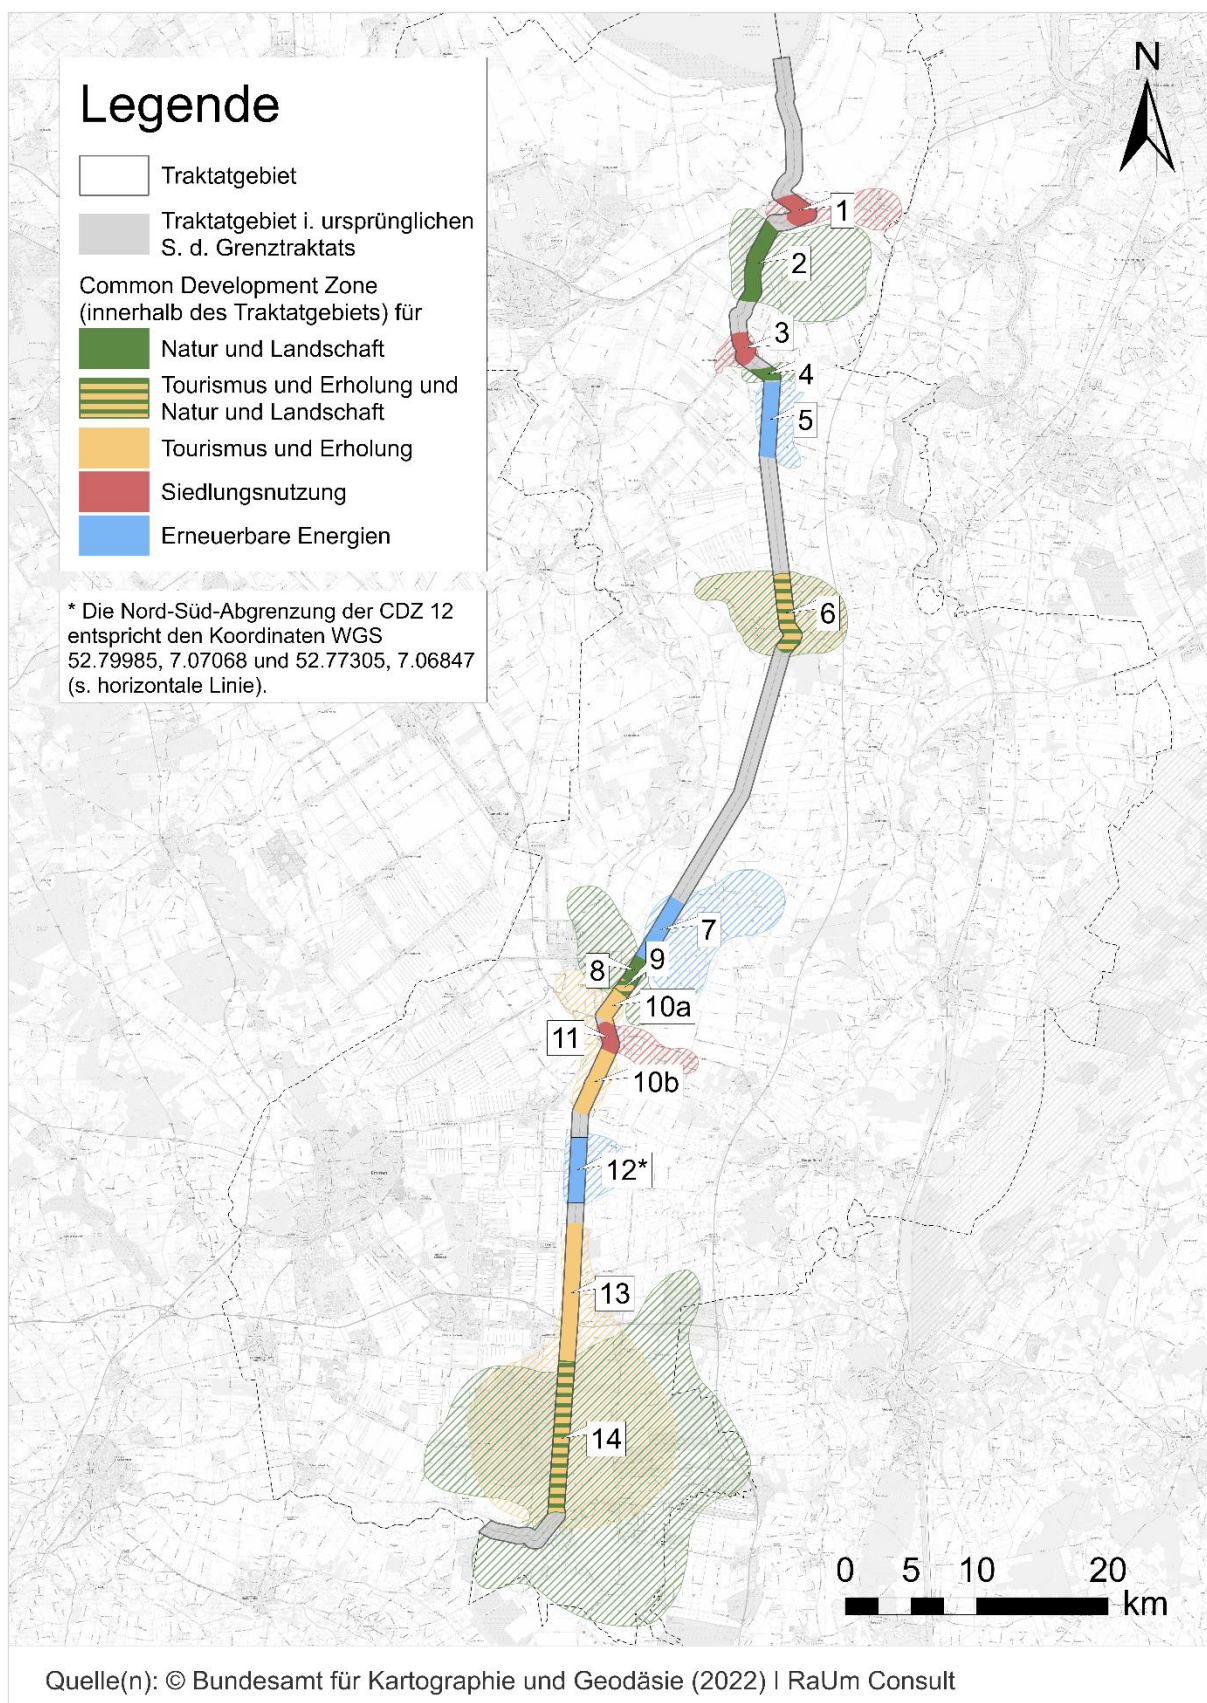 N
Legende
Traktatgebiet
Traktatgebiet i. ursprünglichen
S. d. Grenztraktats
Common Development Zone
(innerhalb des Traktatgebiets) für
Natur und Landschaft
Tourismus und Erholung und
Natur und Landschaft
Tourismus und Erholung
Siedlungsnutzung
Erneuerbare Energien
* Die Nord-Süd-Abgrenzung der CDZ 12
entspricht den Koordinaten WGS
52.79985, 7.07068 und 52.77305, 7.06847
(s. horizontale Linie).
1
2
3
4
5
6
7
8
9
10a
11
10b
12*
13
14
0 5 10 20
km
Quelle(n): © Bundesamt für Kartographie und Geodäsie (2022) I RaUm Consult